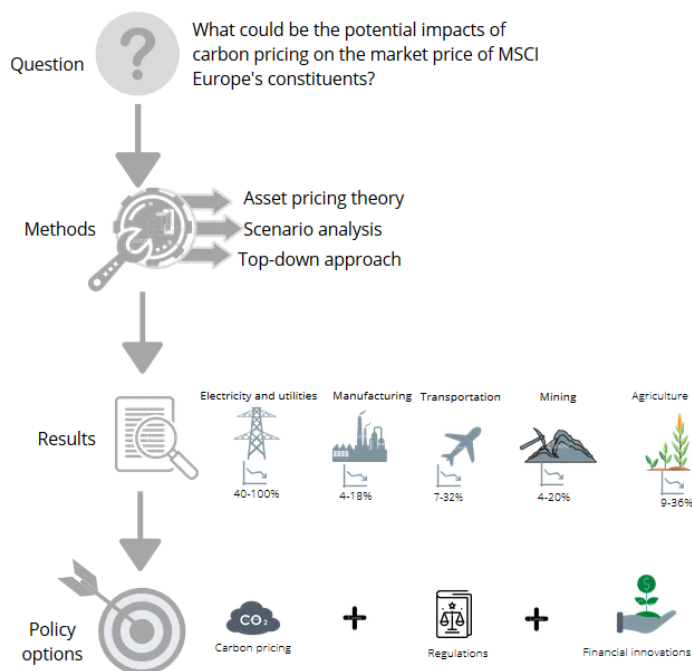 What could be the potential impacts of
carbon pricing on the market price of MSCI
Europe's constituents?
Question
Asset pricing theory
Methods
Scenario analysis
Top-down approach
Electricity and utilities
Manufacturing
Transportation
Mining
Agriculture
Results
40-100%
4-18%
7-32%
4-20%
9-36%
Policy
options
CO2
Carbon pricing
Regulations
Financial innovations